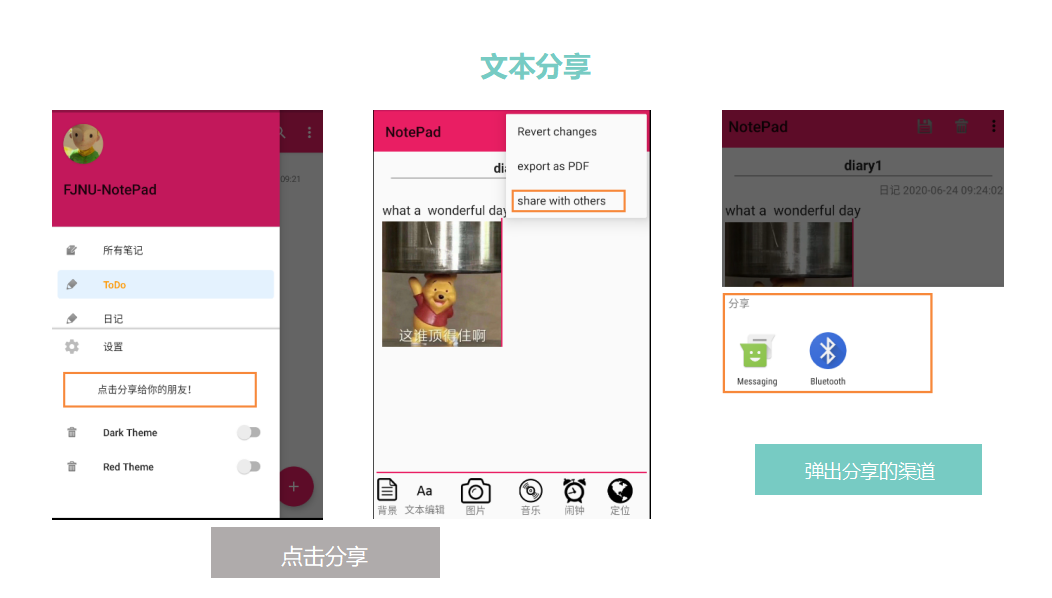 文本分享
FJNU-NotePad
09:21
所有笔记
ToDo
日记
设置
点击分享给你的朋友!
Dark Theme
Red Theme
NotePad
Revert changes
export as PDF
share with others
di
what a wonderful day
这谁顶得住啊
背景 文本编辑 图片 音乐 闹钟 定位
Aa
NotePad
diary1
日记 2020-06-24 09:24:02
what a wonderful day
分享
Messaging
Bluetooth
点击分享
弹出分享的渠道